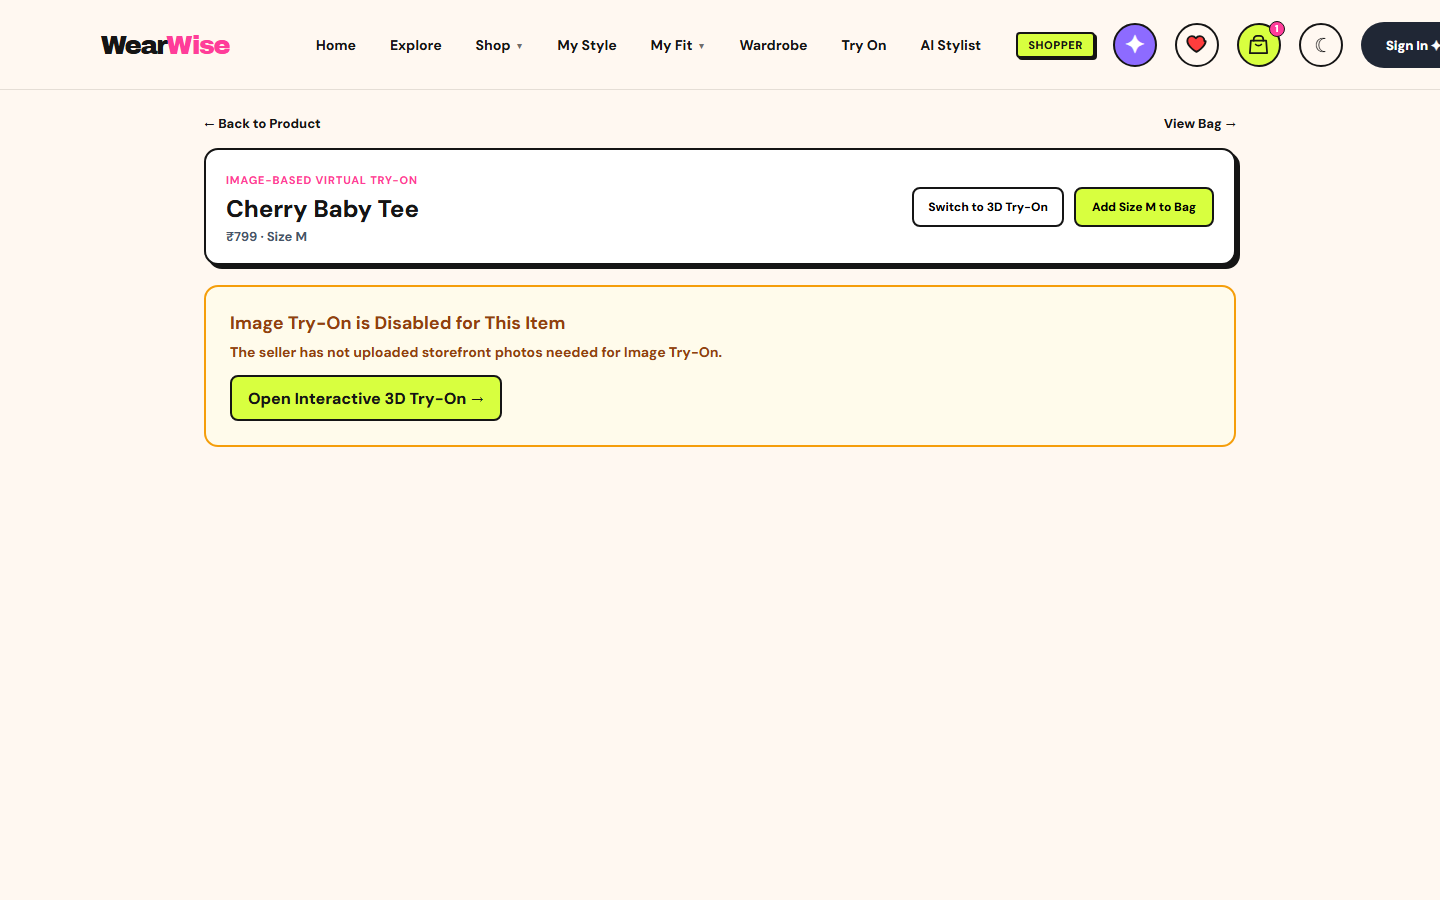 WearWise
Home Explore Shop ▾ My Style My Fit ▾ Wardrobe Try On AI Stylist SHOPPER 1 Sign In ✦
← Back to Product View Bag →
IMAGE-BASED VIRTUAL TRY-ON
Cherry Baby Tee
₹799 · Size M
Switch to 3D Try-On Add Size M to Bag
Image Try-On is Disabled for This Item
The seller has not uploaded storefront photos needed for Image Try-On.
Open Interactive 3D Try-On →